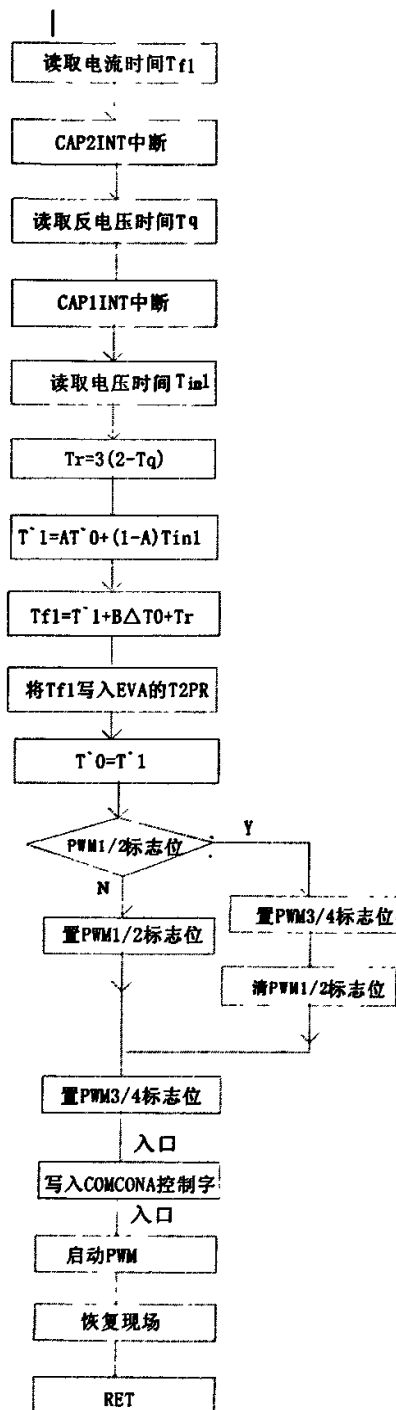 读取电流时间Tf1
CAP2INT中断
读取反电压时间Tq
CAP1INT中断
读取电压时间Tin1
Tr=3(2-Tq)
T`1=AT`0+(1-A)Tin1
Tf1=T`1+B△T0+Tr
将Tf1写入EVA的T2PR
T`0=T`1
PWM1/2标志位
Y
N
置PWM3/4标志位
置PWM1/2标志位
清PWM1/2标志位
置PWM3/4标志位
入口
写入COMCONA控制字
入口
启动PWM
恢复现场
RET